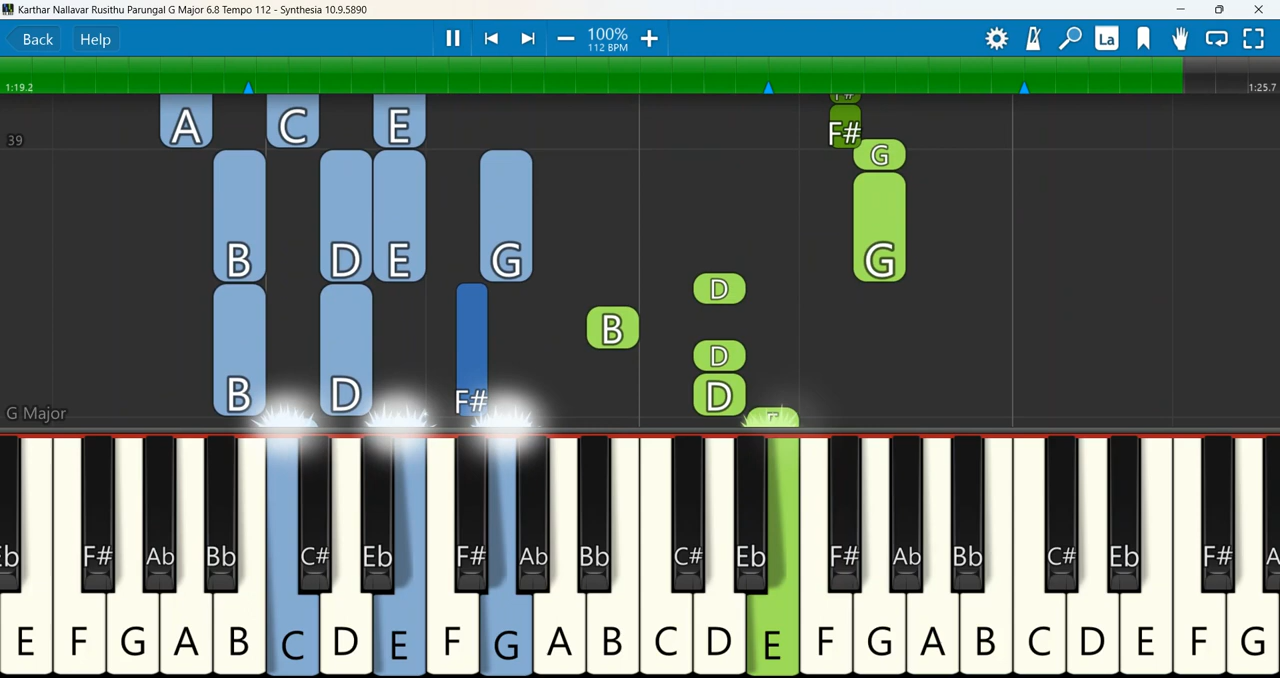 Karthar Nallavar Rusithu Parungal G Major 6.8 Tempo 112 - Synthesia 10.9.5890
Back Help 100% La
112 BPM
1:19.2 1:25.7
A C E F#
39 F#
G
B D E G G
D
B
D
B D F# D
G Major
Eb F# Ab Bb C# Eb F# Ab Bb C# Eb F# Ab Bb C# Eb F#
E F G A B C D E F G A B C D E F G A B C D E F G